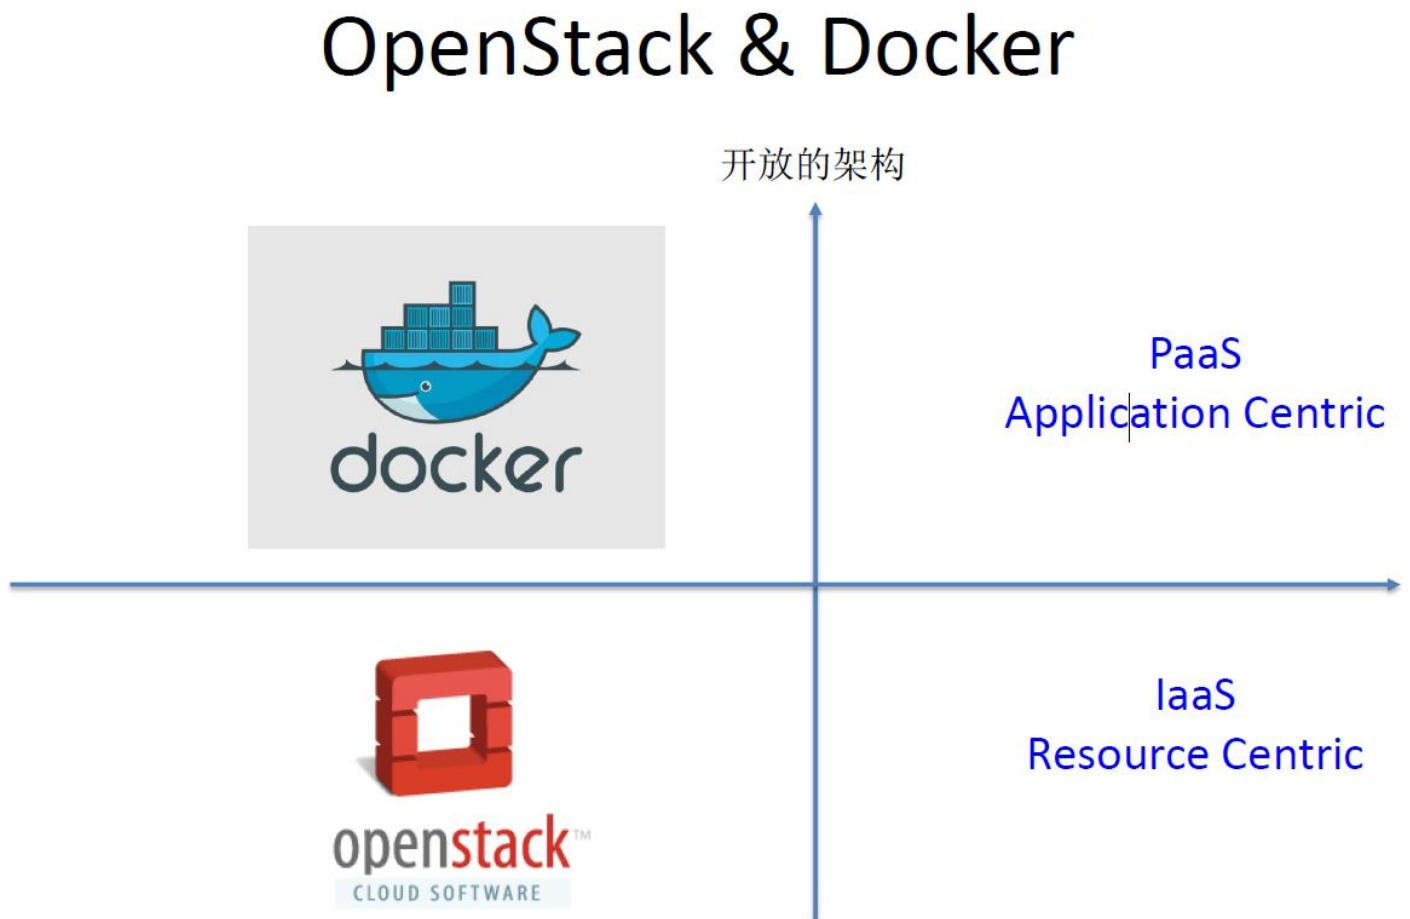 OpenStack & Docker
开放的架构
docker
PaaS
Application Centric
IaaS
Resource Centric
openstack™
CLOUD SOFTWARE